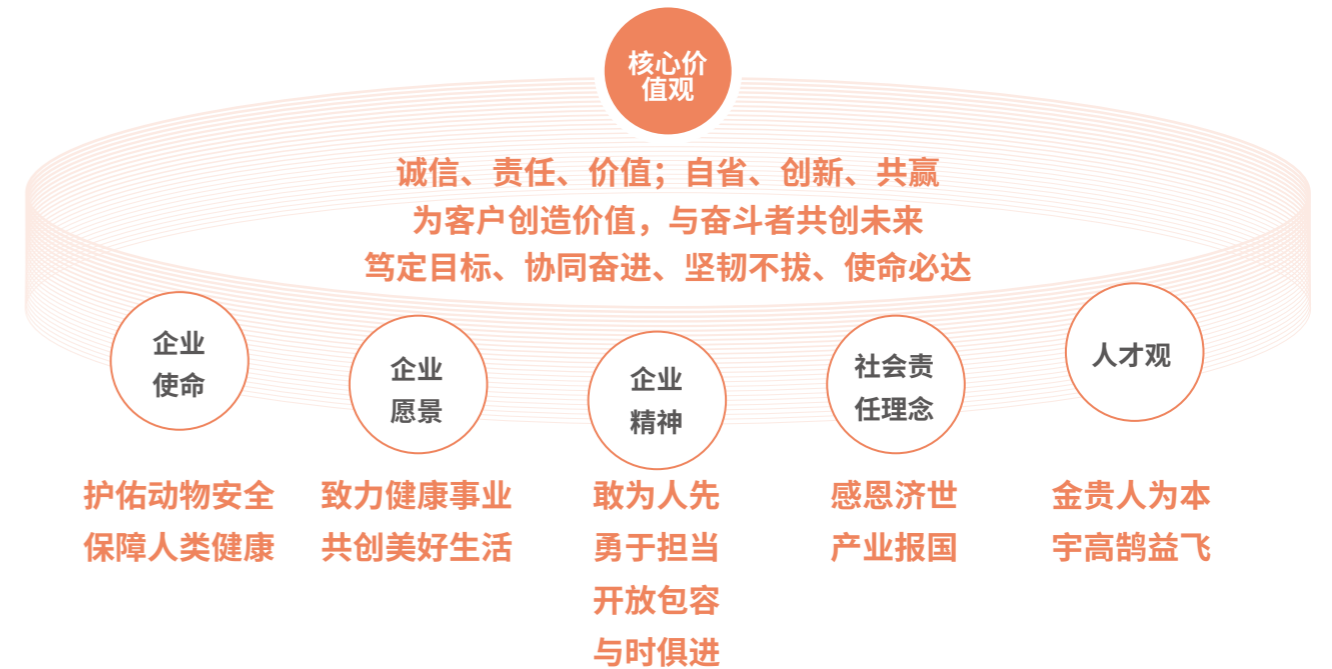 核心价
值观
诚信、责任、价值；自省、创新、共赢
为客户创造价值，与奋斗者共创未来
笃定目标、协同奋进、坚韧不拔、使命必达
企业
使命
护佑动物安全
保障人类健康
企业
愿景
致力健康事业
共创美好生活
企业
精神
敢为人先
勇于担当
开放包容
与时俱进
社会责
任理念
感恩济世
产业报国
人才观
金贵人为本
宇高鹄益飞